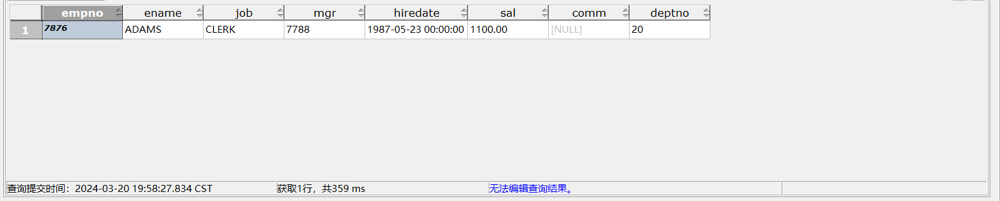 empno ename job mgr hiredate sal comm deptno
1 7876 ADAMS CLERK 7788 1987-05-23 00:00:00 1100.00 [NULL] 20
查询提交时间：2024-03-20 19:58:27.834 CST 获取1行，共359 ms 无法编辑查询结果。